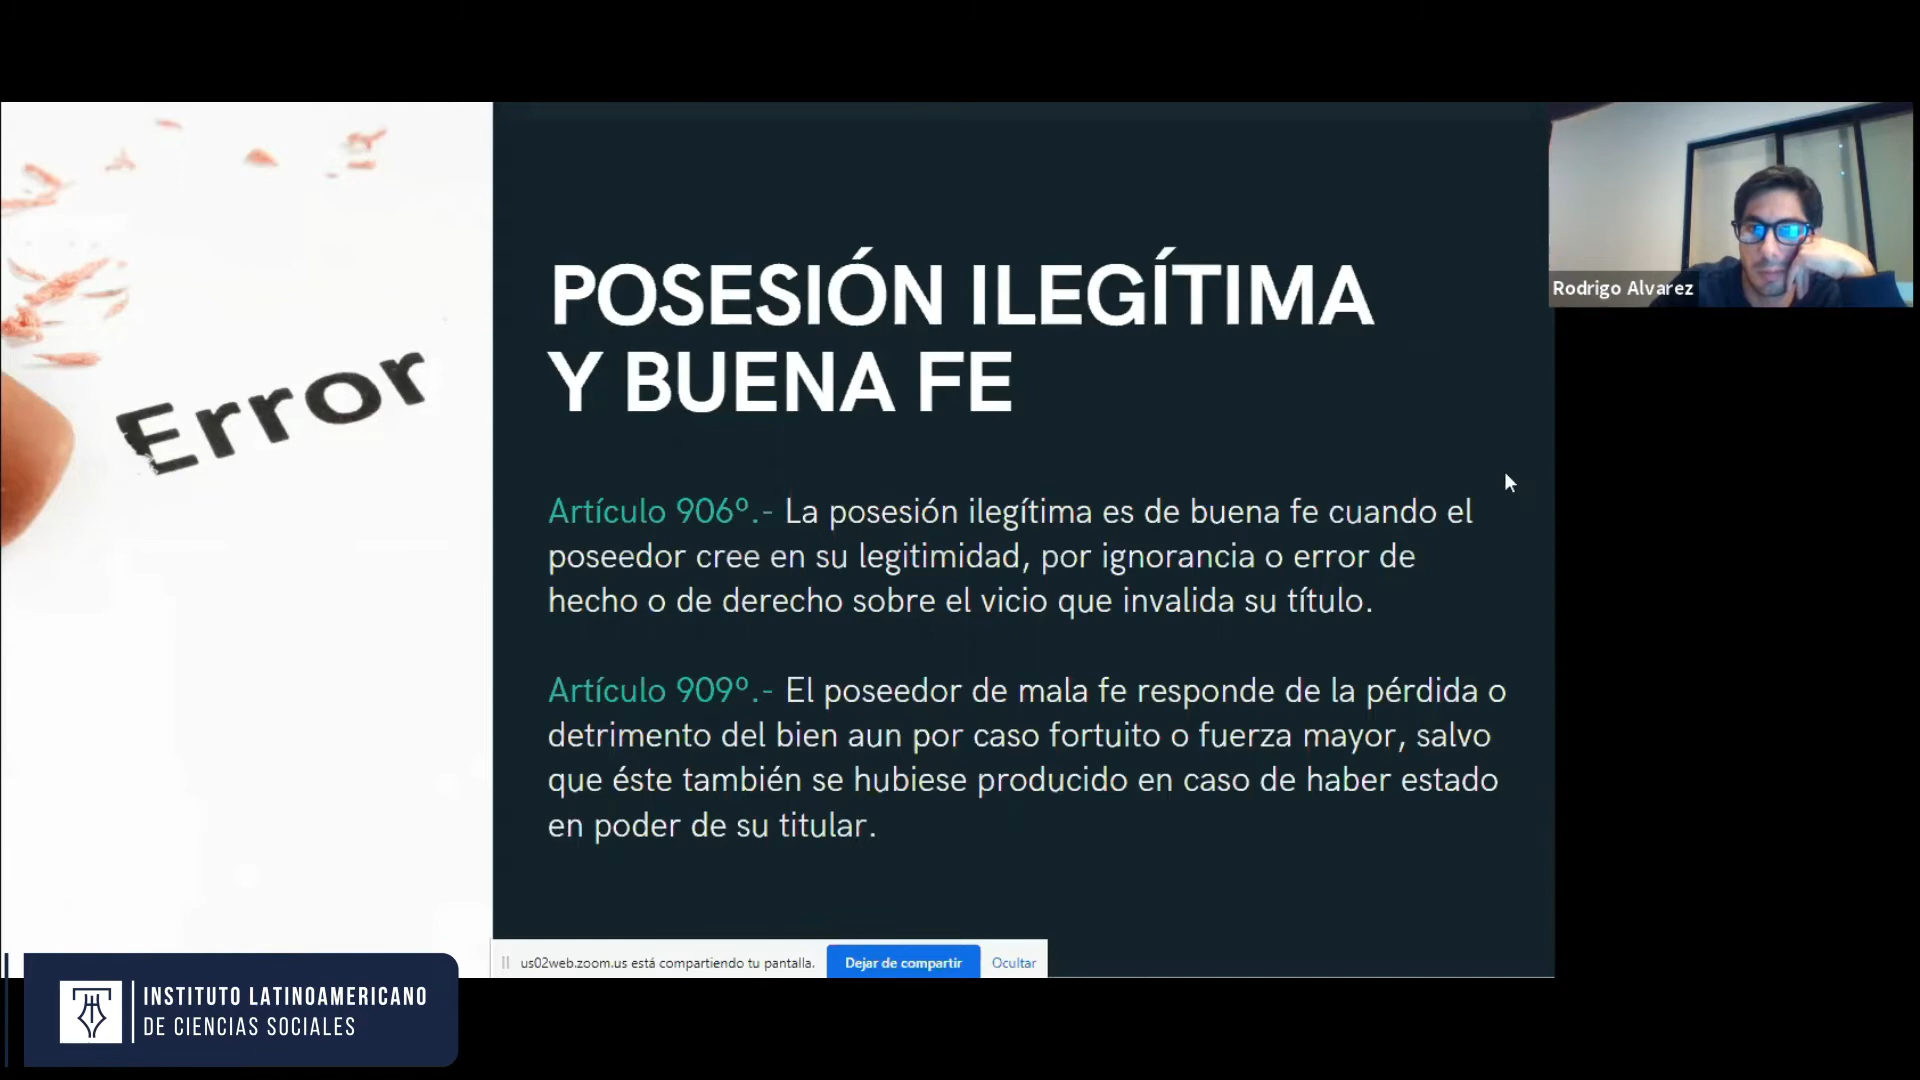 Error
POSESIÓN ILEGÍTIMA
Y BUENA FE
Artículo 906º.- La posesión ilegítima es de buena fe cuando el
poseedor cree en su legitimidad, por ignorancia o error de
hecho o de derecho sobre el vicio que invalida su título.
Artículo 909º.- El poseedor de mala fe responde de la pérdida o
detrimento del bien aun por caso fortuito o fuerza mayor, salvo
que éste también se hubiese producido en caso de haber estado
en poder de su titular.
Rodrigo Alvarez
us02web.zoom.us está compartiendo tu pantalla. Dejar de compartir Ocultar
INSTITUTO LATINOAMERICANO
DE CIENCIAS SOCIALES